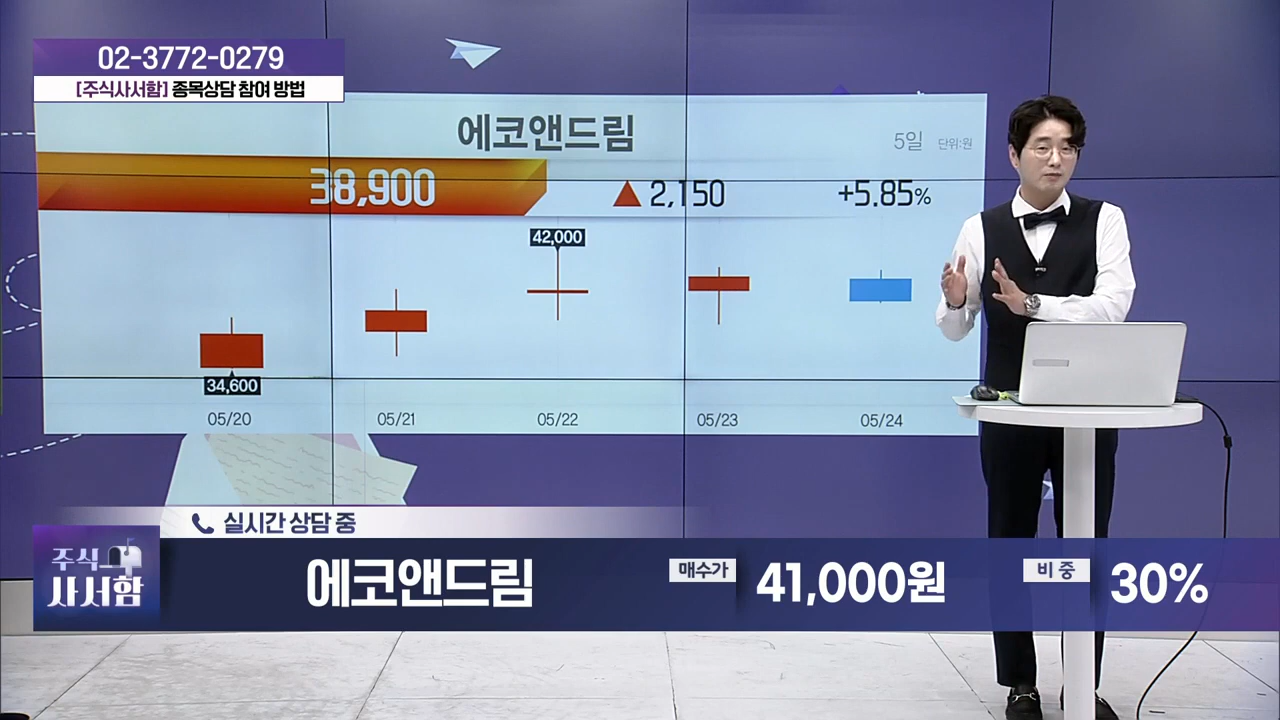 02-3772-0279
[주식사서함] 종목상담 참여 방법
에코앤드림
5일 단위:원
38,900 ▲ 2,150 +5.85%
42,000
34,600
05/20 05/21 05/22 05/23 05/24
실시간 상담 중
주식
사서함
에코앤드림 매수가 41,000원 비중 30%